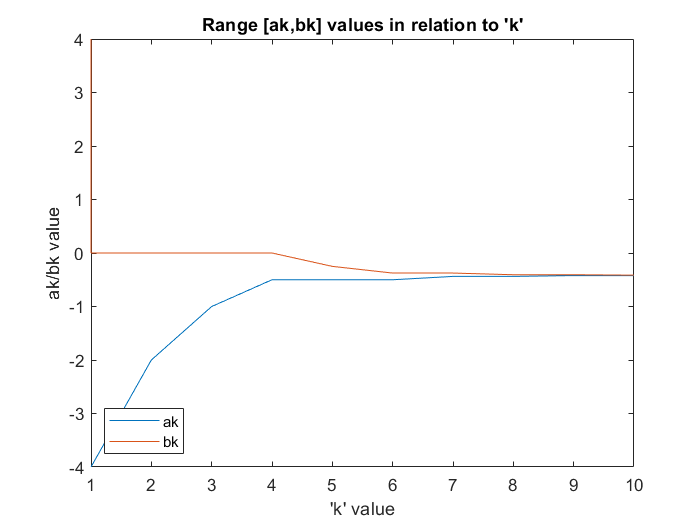 Range [ak,bk] values in relation to 'k'
4
3
2
1
0
-1
-2
-3
-4
ak/bk value
ak
bk
1 2 3 4 5 6 7 8 9 10
'k' value